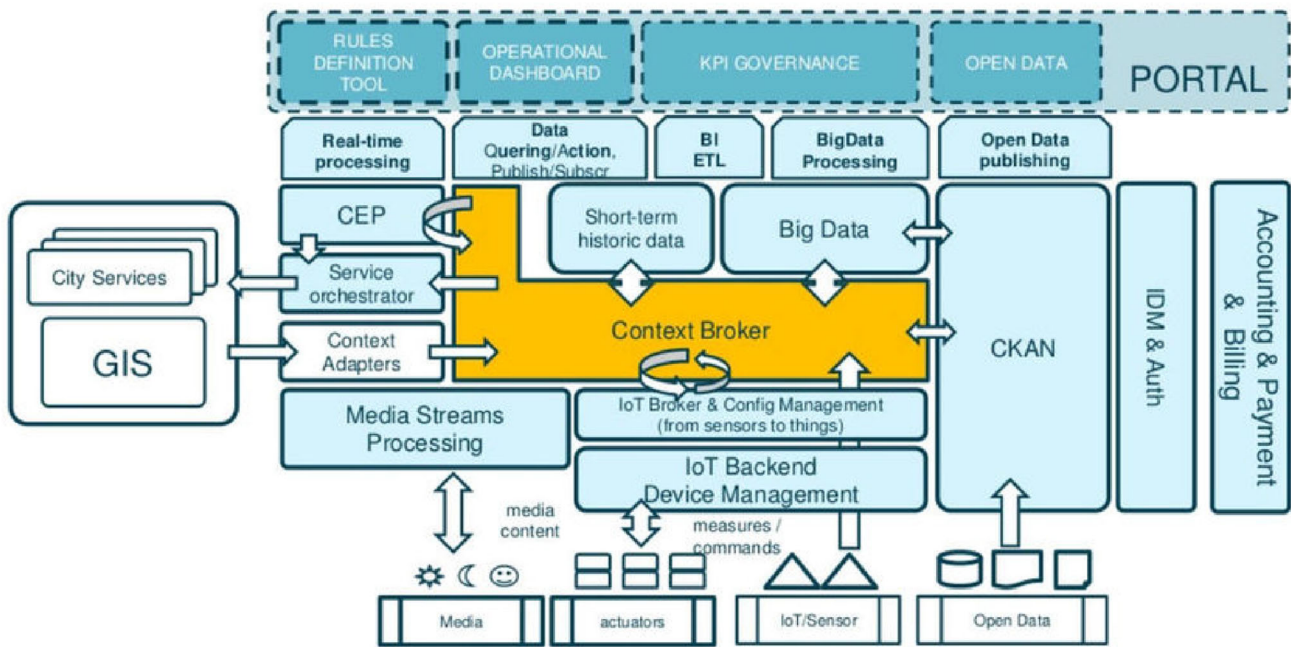 RULES
DEFINITION
TOOL
OPERATIONAL
DASHBOARD
KPI GOVERNANCE
OPEN DATA
PORTAL
Real-time
processing
Data
Quering/Action,
Publish/Subscr
BI
ETL
BigData
Processing
Open Data
publishing
CEP
Short-term
historic data
Big Data
City Services
Service
orchestrator
GIS
Context
Adapters
Context Broker
CKAN
IDM & Auth
Accounting & Payment
& Billing
Media Streams
Processing
IoT Broker & Config Management
(from sensors to things)
IoT Backend
Device Management
media
content
measures /
commands
Media
actuators
IoT/Sensor
Open Data